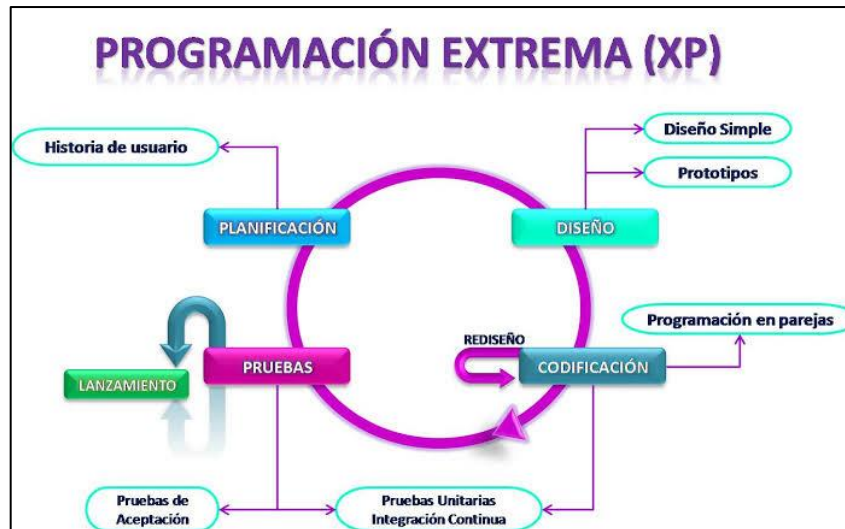 PROGRAMACIÓN EXTREMA (XP)
Historia de usuario
Diseño Simple
Prototipos
PLANIFICACIÓN
DISEÑO
REDISEÑO
Programación en parejas
LANZAMIENTO
PRUEBAS
CODIFICACIÓN
Pruebas de
Aceptación
Pruebas Unitarias
Integración Continua